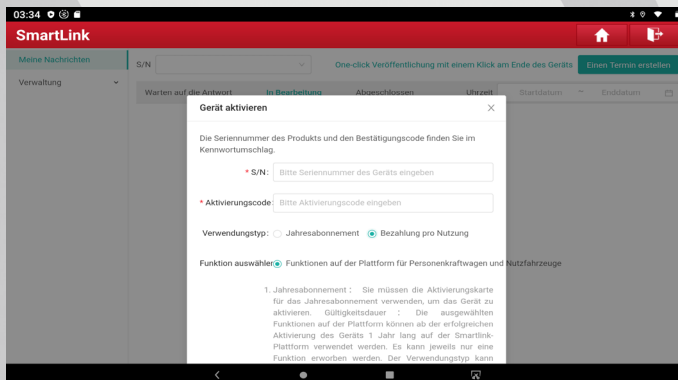 03:34
SmartLink
Meine Nachrichten
S/N
One-click Veröffentlichung mit einem Klick am Ende des Geräts
Einen Termin erstellen
Verwaltung
Warten auf die Antwort
In Bearbeitung
Abgeschlossen
Uhrzeit
Startdatum ~ Enddatum
Gerät aktivieren
Die Seriennummer des Produkts und den Bestätigungscode finden Sie im
Kennwortumschlag.
* S/N: Bitte Seriennummer des Geräts eingeben
* Aktivierungscode: Bitte Aktivierungscode eingeben
Verwendungstyp: Jahresabonnement Bezahlung pro Nutzung
Funktion auswählen Funktionen auf der Plattform für Personenkraftwagen und Nutzfahrzeuge
1. Jahresabonnement : Sie müssen die Aktivierungskarte
für das Jahresabonnement verwenden, um das Gerät zu
aktivieren. Gültigkeitsdauer : Die ausgewählten
Funktionen auf der Plattform können ab der erfolgreichen
Aktivierung des Geräts 1 Jahr lang auf der Smartlink-
Plattform verwendet werden. Es kann jeweils nur eine
Funktion erworben werden. Der Verwendungstyp kann